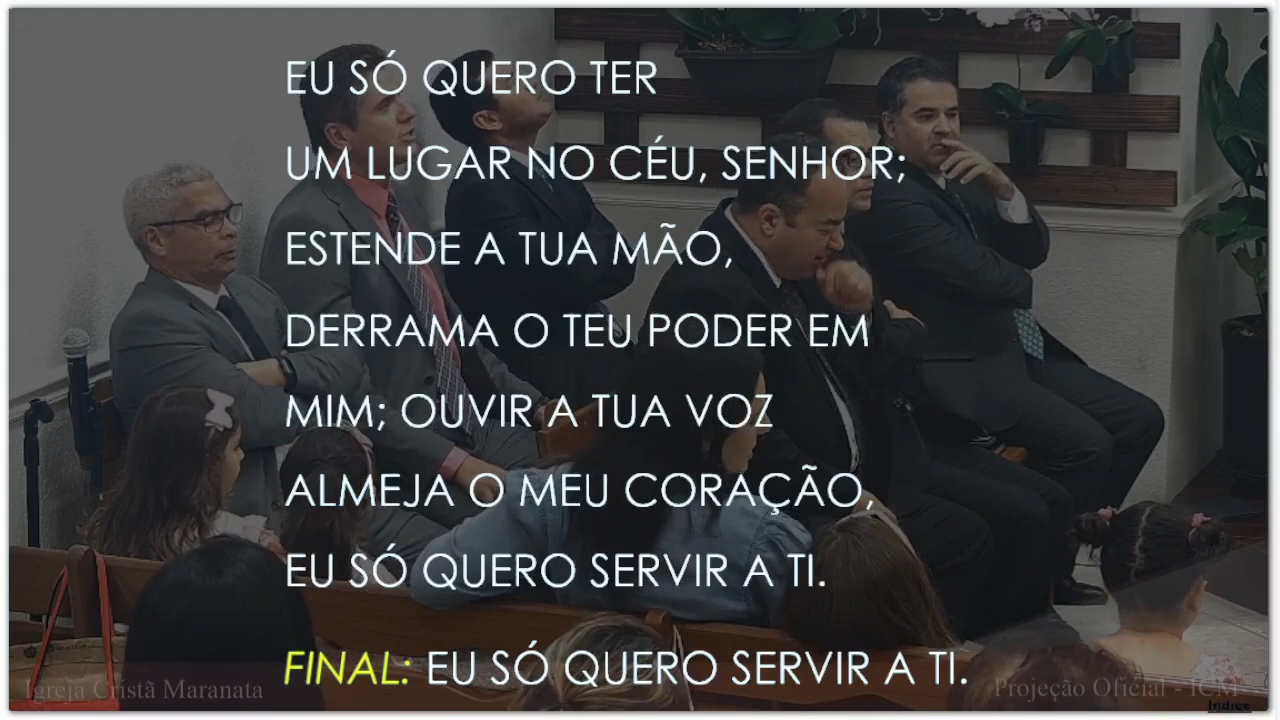 EU SÓ QUERO TER
UM LUGAR NO CÉU, SENHOR;
ESTENDE A TUA MÃO,
DERRAMA O TEU PODER EM
MIM; OUVIR A TUA VOZ
ALMEJA O MEU CORAÇÃO,
EU SÓ QUERO SERVIR A TI.
FINAL: EU SÓ QUERO SERVIR A TI.
Igreja Cristã Maranata
Projeção Oficial - ICM
Índice